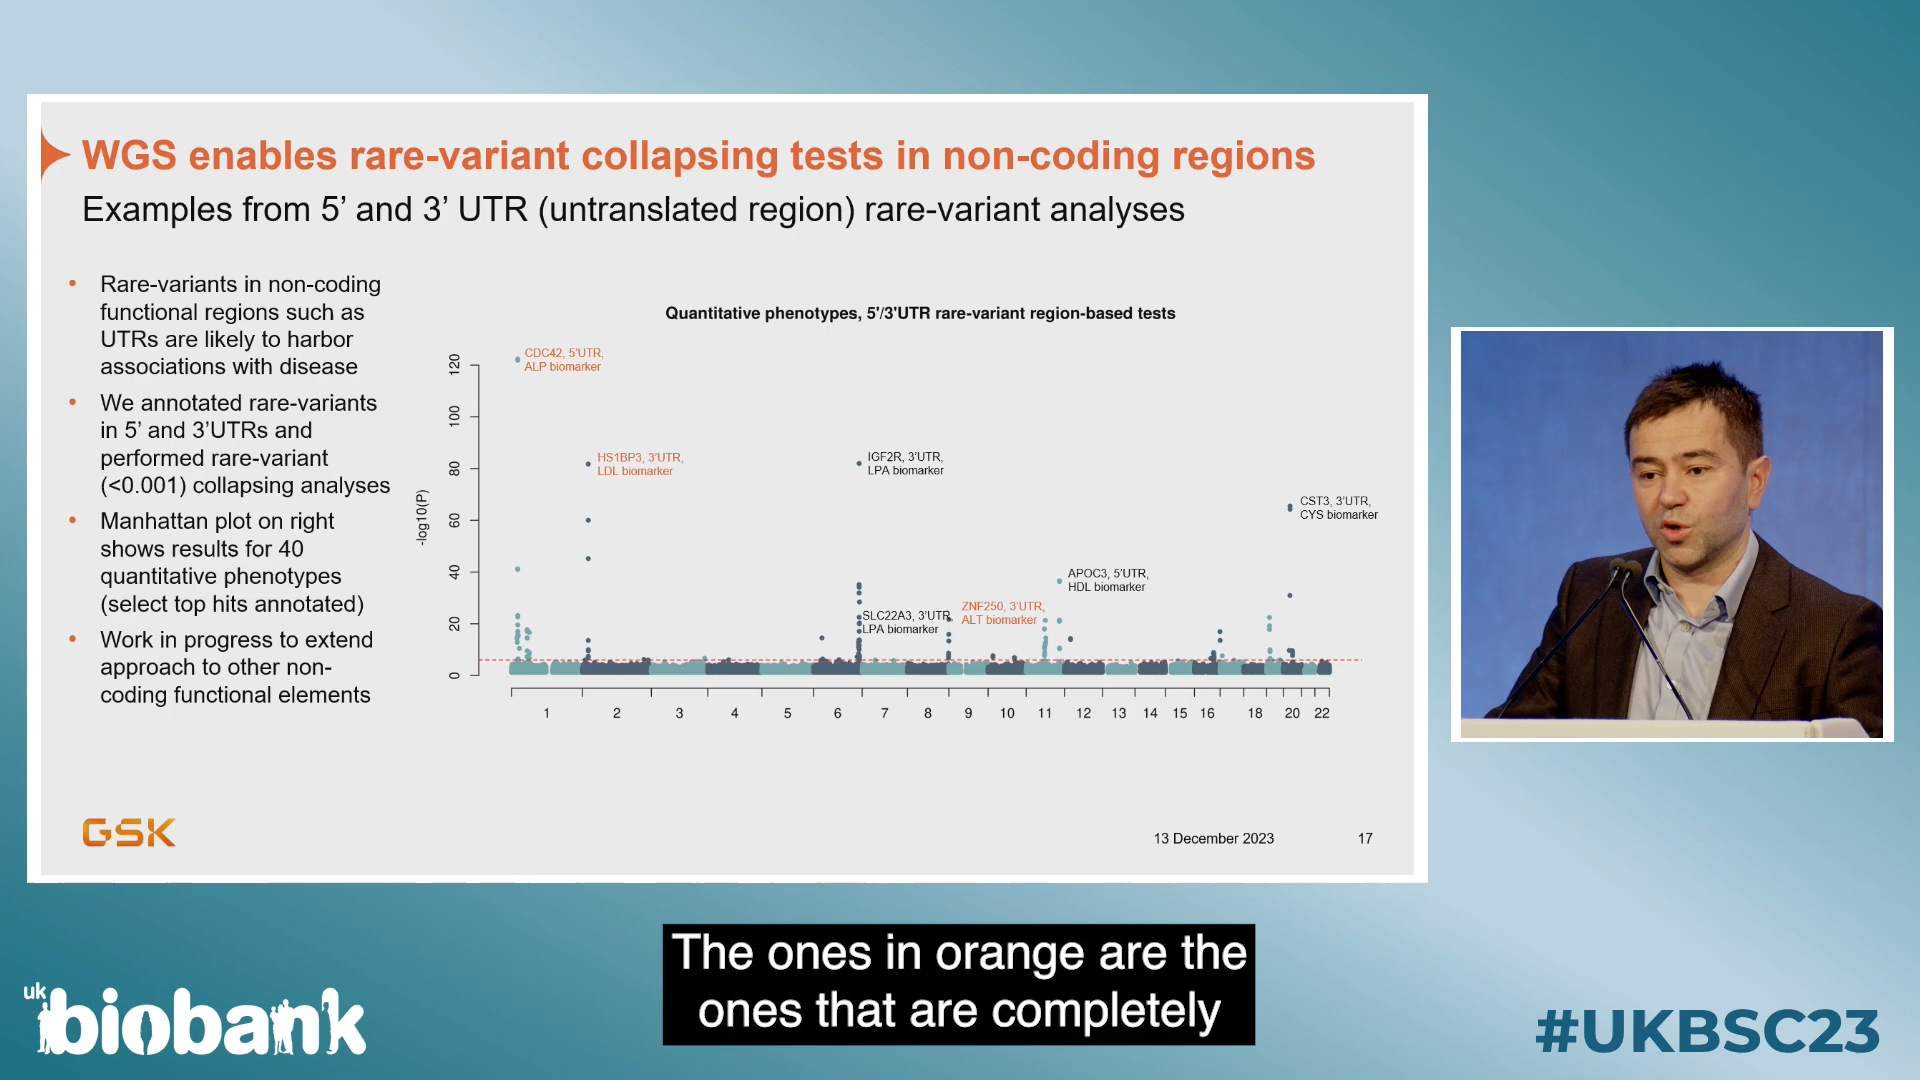 WGS enables rare-variant collapsing tests in non-coding regions
Examples from 5’ and 3’ UTR (untranslated region) rare-variant analyses
• Rare-variants in non-coding
functional regions such as
UTRs are likely to harbor
associations with disease
• We annotated rare-variants
in 5’ and 3’UTRs and
performed rare-variant
(<0.001) collapsing analyses
• Manhattan plot on right
shows results for 40
quantitative phenotypes
(select top hits annotated)
• Work in progress to extend
approach to other non-
coding functional elements
Quantitative phenotypes, 5'/3'UTR rare-variant region-based tests
-log10(P)
120
100
80
60
40
20
0
CDC42, 5'UTR,
ALP biomarker
HS1BP3, 3'UTR,
LDL biomarker
IGF2R, 3'UTR,
LPA biomarker
CST3, 3'UTR,
CYS biomarker
APOC3, 5'UTR,
HDL biomarker
SLC22A3, 3'UTR,
LPA biomarker
ZNF250, 3'UTR,
ALT biomarker
1 2 3 4 5 6 7 8 9 10 11 12 13 14 15 16 18 20 22
GSK
13 December 2023 17
The ones in orange are the
ones that are completely
uk
biobank
#UKBSC23